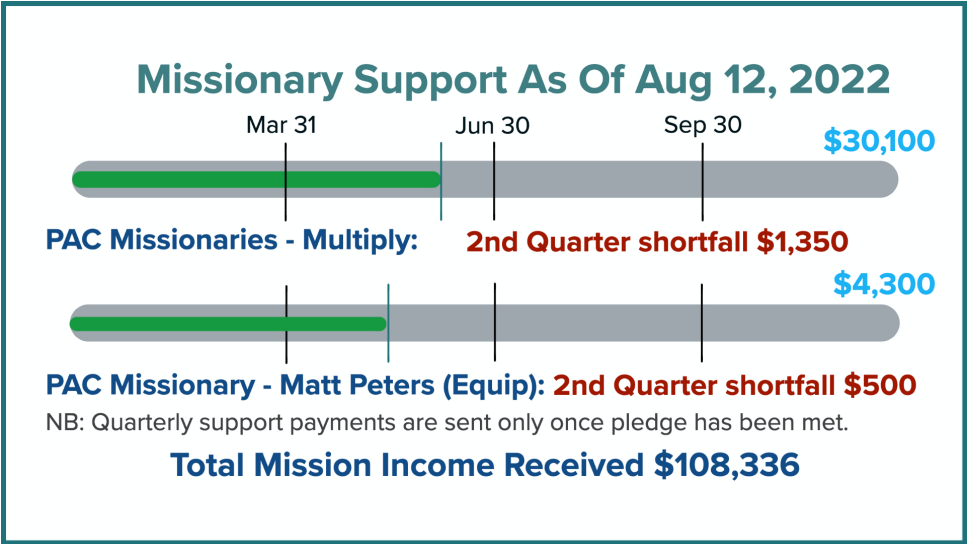 Missionary Support As Of Aug 12, 2022
Mar 31 Jun 30 Sep 30
$30,100
PAC Missionaries - Multiply: 2nd Quarter shortfall $1,350
$4,300
PAC Missionary - Matt Peters (Equip): 2nd Quarter shortfall $500
NB: Quarterly support payments are sent only once pledge has been met.
Total Mission Income Received $108,336